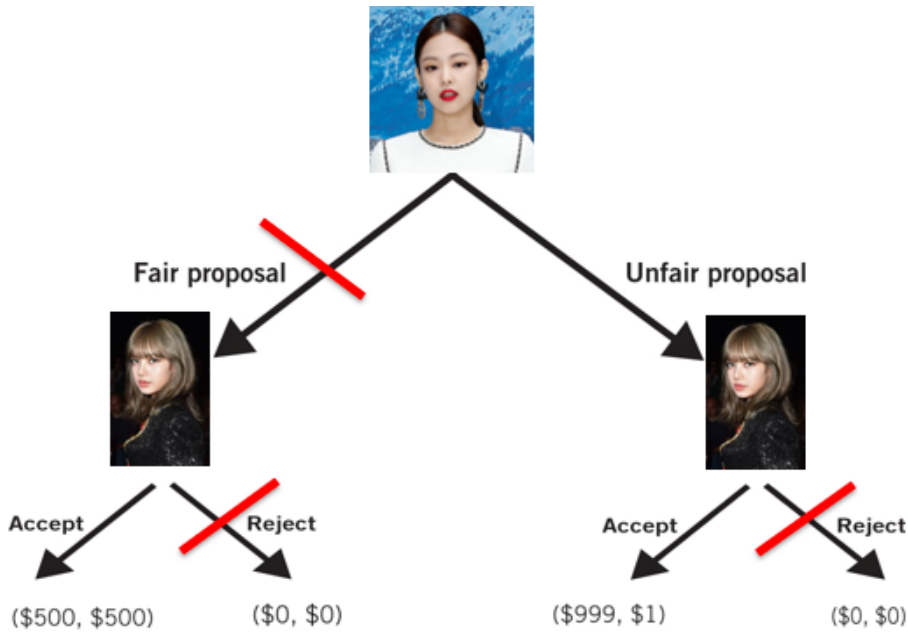 Fair proposal
Unfair proposal
Accept
Reject
Accept
Reject
($500, $500)
($0, $0)
($999, $1)
($0, $0)